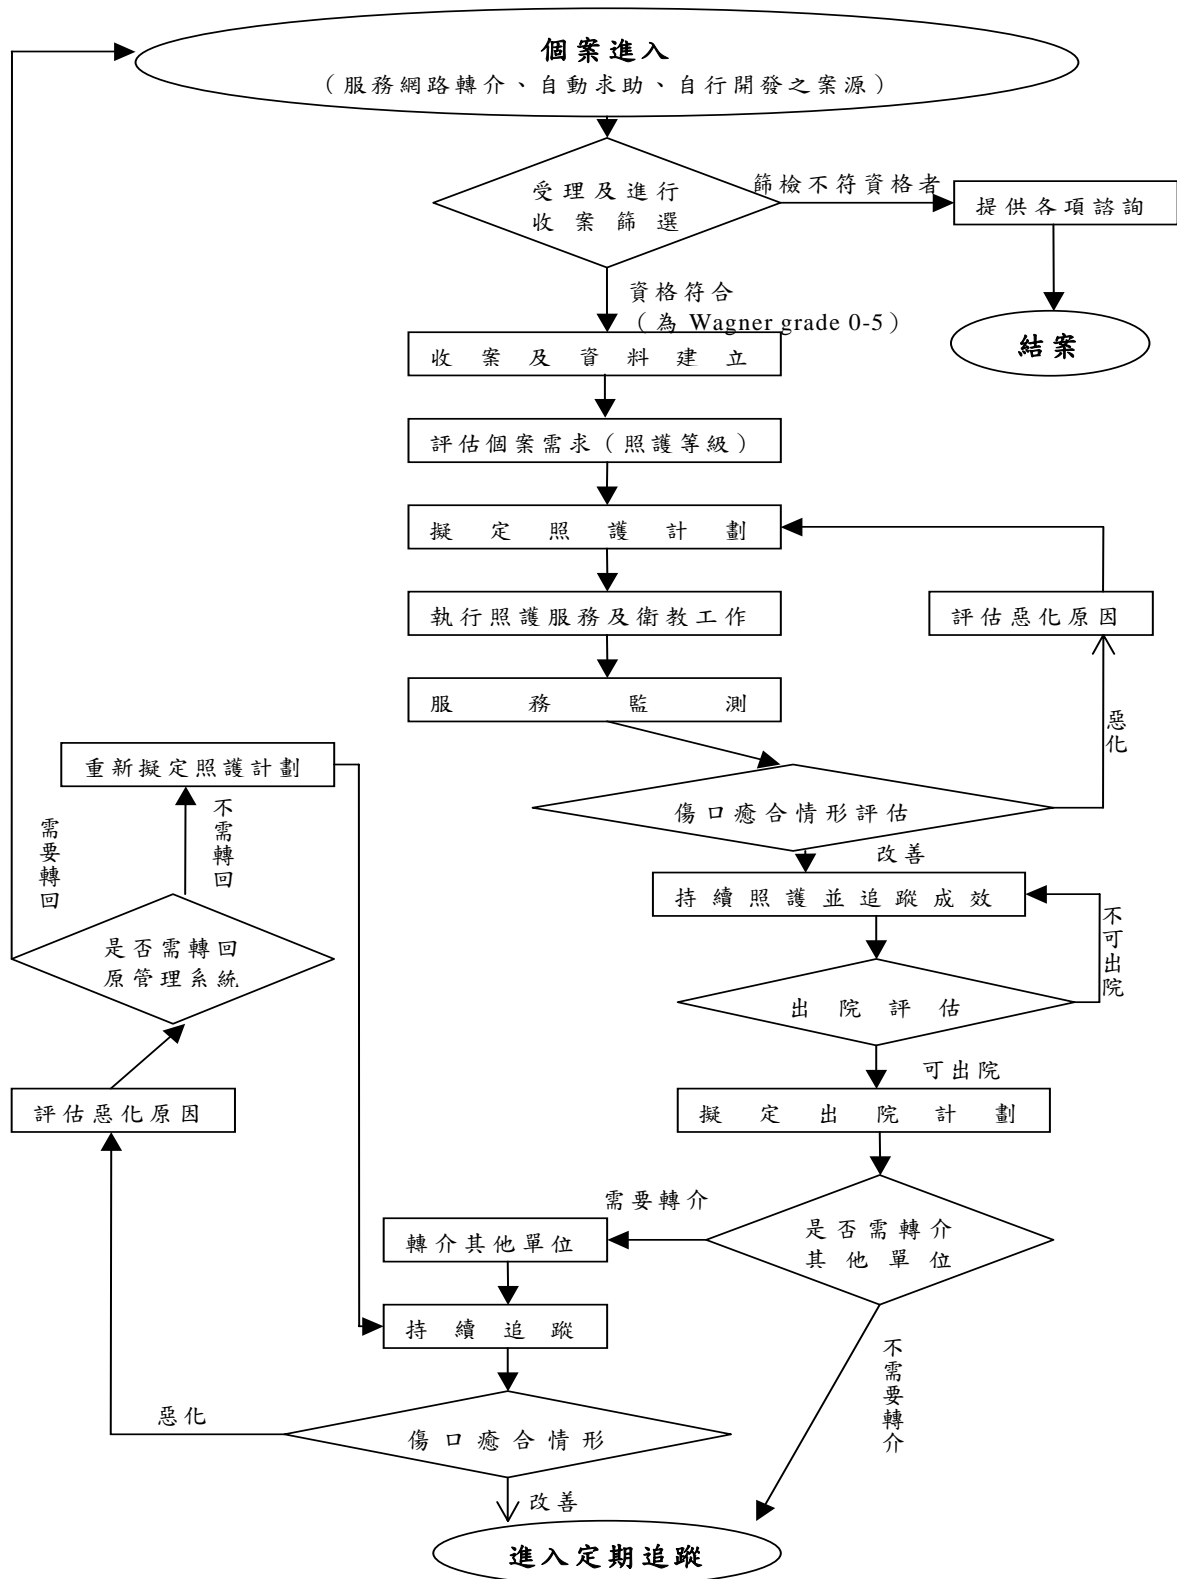 個案進入
（服務網路轉介、自動求助、自行開發之案源）
受理及進行
收案篩選
篩檢不符資格者
提供各項諮詢
結案
資格符合
（為 Wagner grade 0-5）
收案及資料建立
評估個案需求（照護等級）
擬定照護計劃
執行照護服務及衛教工作
評估惡化原因
服務監測
惡化
重新擬定照護計劃
傷口癒合情形評估
需要轉回
不需轉回
改善
持續照護並追蹤成效
不可出院
是否需轉回
原管理系統
出院評估
可出院
評估惡化原因
擬定出院計劃
需要轉介
是否需轉介
其他單位
轉介其他單位
持續追蹤
不需要轉介
惡化
傷口癒合情形
改善
進入定期追蹤